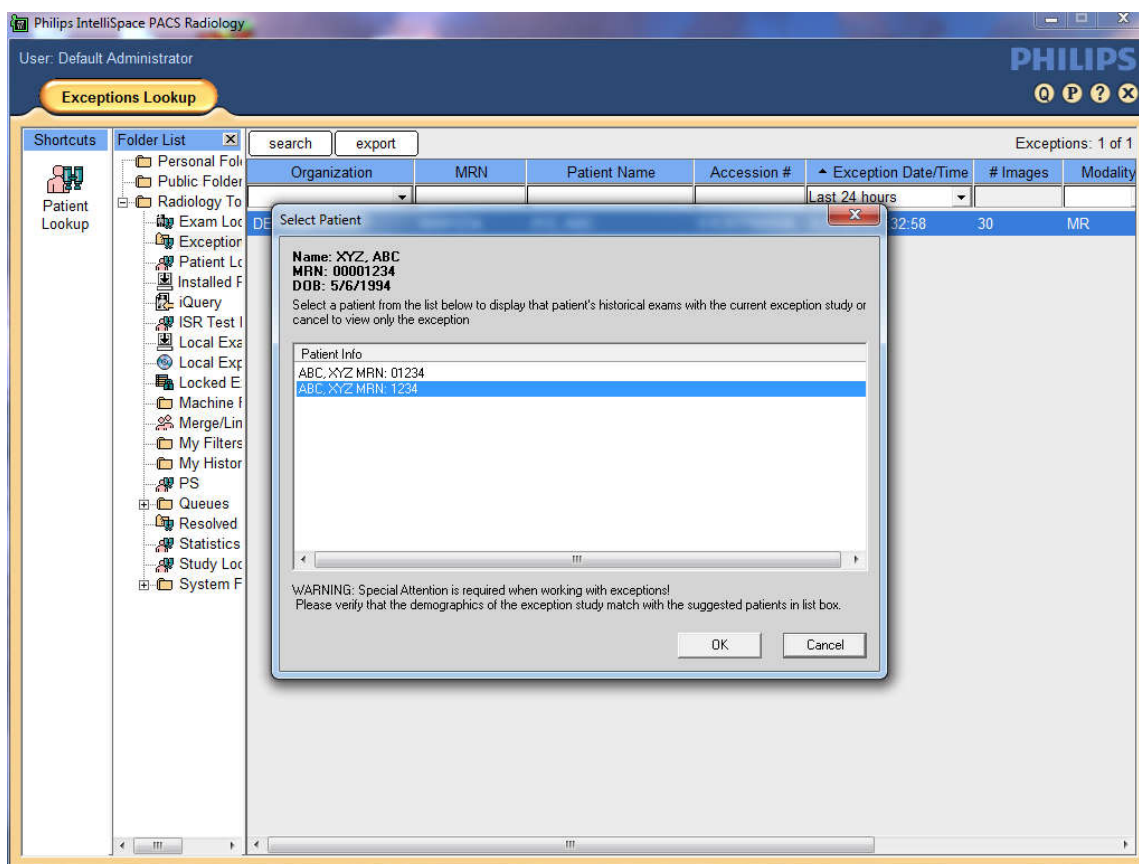 Philips IntelliSpace PACS Radiology
User: Default Administrator
PHILIPS
Exceptions Lookup
Q P ? X
Shortcuts
Patient
Lookup
Folder List
Personal Fol
Public Folder
Radiology To
Exam Loc
Exception
Patient Lo
Installed F
iQuery
ISR Test I
Local Exa
Local Exp
Locked E
Machine F
Merge/Lin
My Filters
My Histor
PS
Queues
Resolved
Statistics
Study Loc
System F
search export Exceptions: 1 of 1
Organization MRN Patient Name Accession # Exception Date/Time # Images Modality
Last 24 hours
DE 32:58 30 MR
Select Patient
Name: XYZ, ABC
MRN: 00001234
DOB: 5/6/1994
Select a patient from the list below to display that patient's historical exams with the current exception study or
cancel to view only the exception
Patient Info
ABC, XYZ MRN: 01234
ABC, XYZ MRN: 1234
WARNING: Special Attention is required when working with exceptions!
Please verify that the demographics of the exception study match with the suggested patients in list box.
OK Cancel